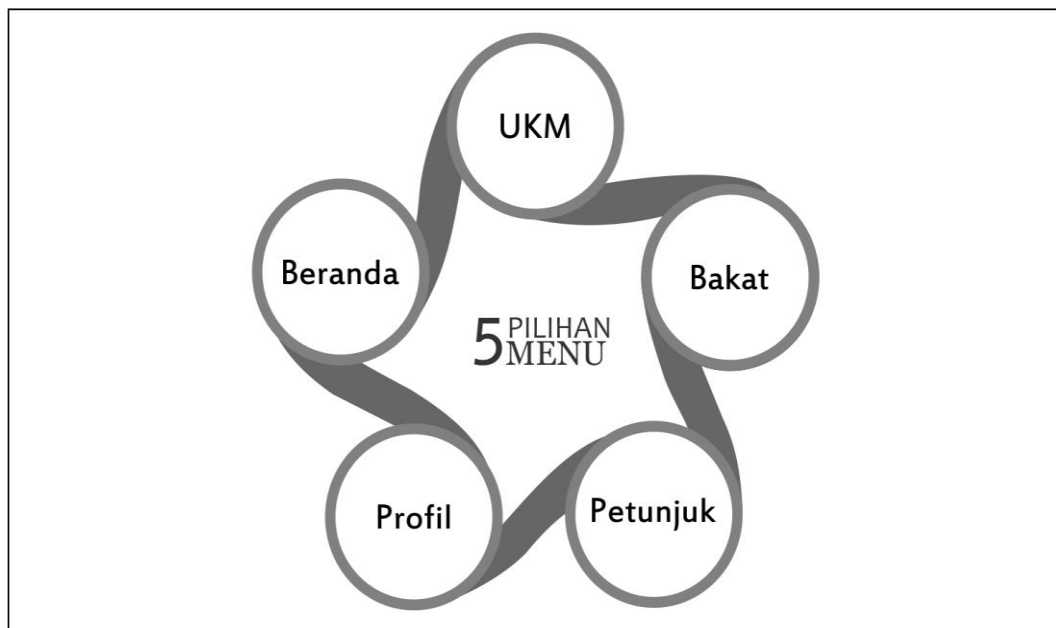 UKM
Beranda
Bakat
5 PILIHAN
MENU
Profil
Petunjuk